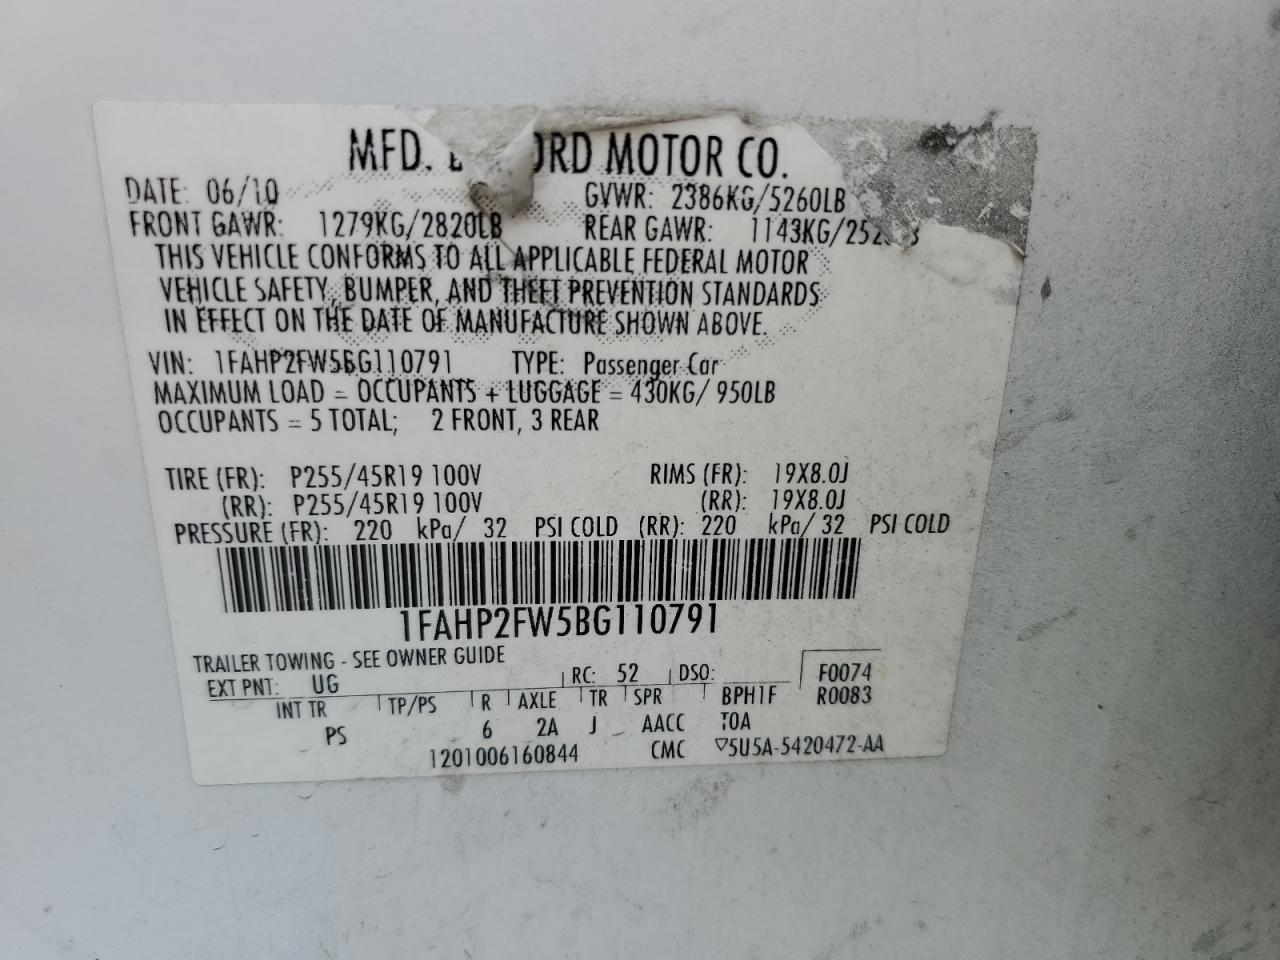 MFD. MOTOR CO.
DATE: 06/10 GVWR: 2386KG/5260LB
FRONT GAWR: 1279KG/2820LB REAR GAWR: 1143KG/
THIS VEHICLE CONFORMS TO ALL APPLICABLE FEDERAL MOTOR
VEHICLE SAFETY, BUMPER, AND THEFT PREVENTION STANDARDS
IN EFFECT ON THE DATE OF MANUFACTURE SHOWN ABOVE.
VIN: 1FAHP2FW5BG110791 TYPE: Passenger Car
MAXIMUM LOAD = OCCUPANTS + LUGGAGE = 430KG/ 950LB
OCCUPANTS = 5 TOTAL; 2 FRONT, 3 REAR
TIRE (FR): P255/45R19 100V RIMS (FR): 19X8.0J
(RR): P255/45R19 100V (RR): 19X8.0J
PRESSURE (FR): 220 kPa/ 32 PSI COLD (RR): 220 kPa/ 32 PSI COLD
1FAHP2FW5BG110791
TRAILER TOWING - SEE OWNER GUIDE
EXT PNT: UG RC: 52 DSO: F0074
INT TR TP/PS R AXLE TR SPR BPH1F R0083
PS 6 2A J AACC TOA
1201006160844 CMC ▽5U5A-5420472-AA